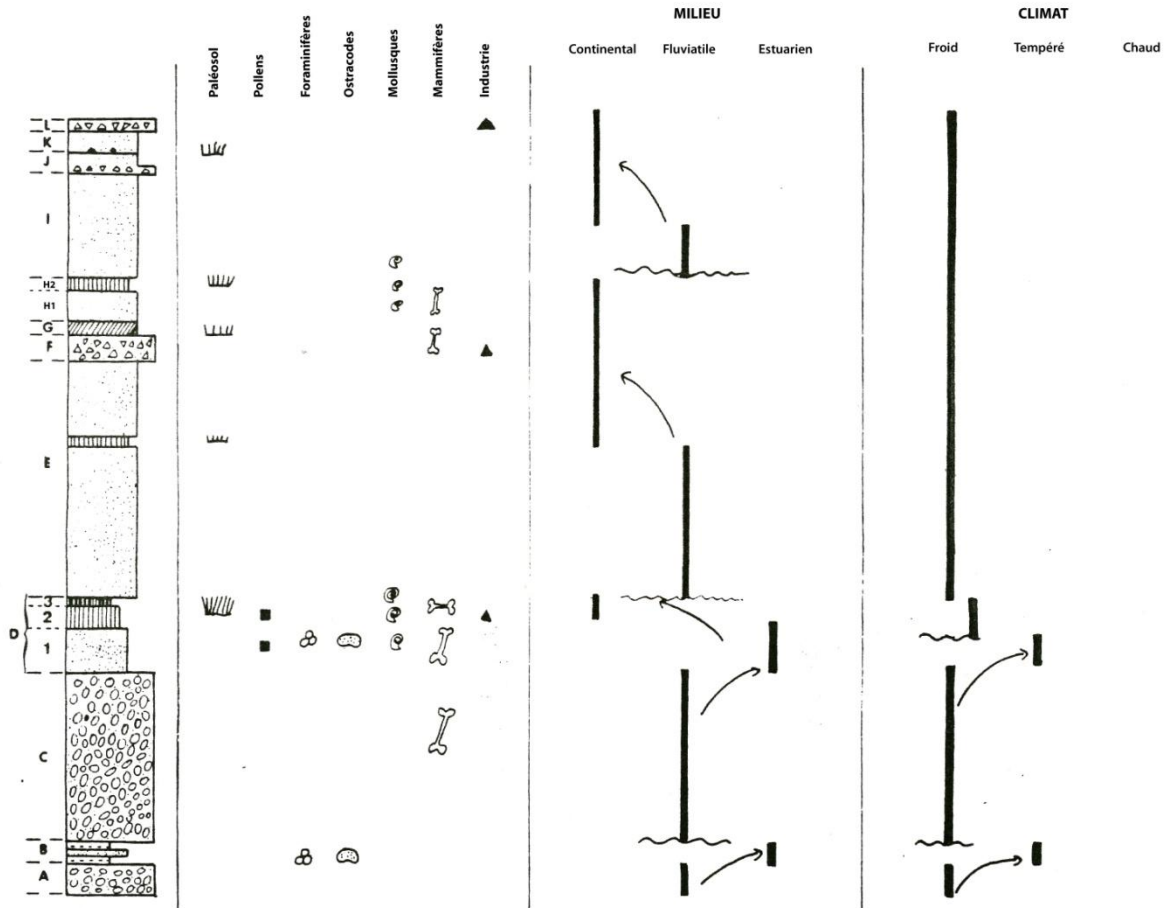 MILIEU
CLIMAT
Paléosol
Pollens
Foraminifères
Ostracodes
Mollusques
Mammifères
Industrie
Continental
Fluviatile
Estuarien
Froid
Tempéré
Chaud
L
K
J
I
H2
H1
G
F
E
3
2
D
1
C
B
A